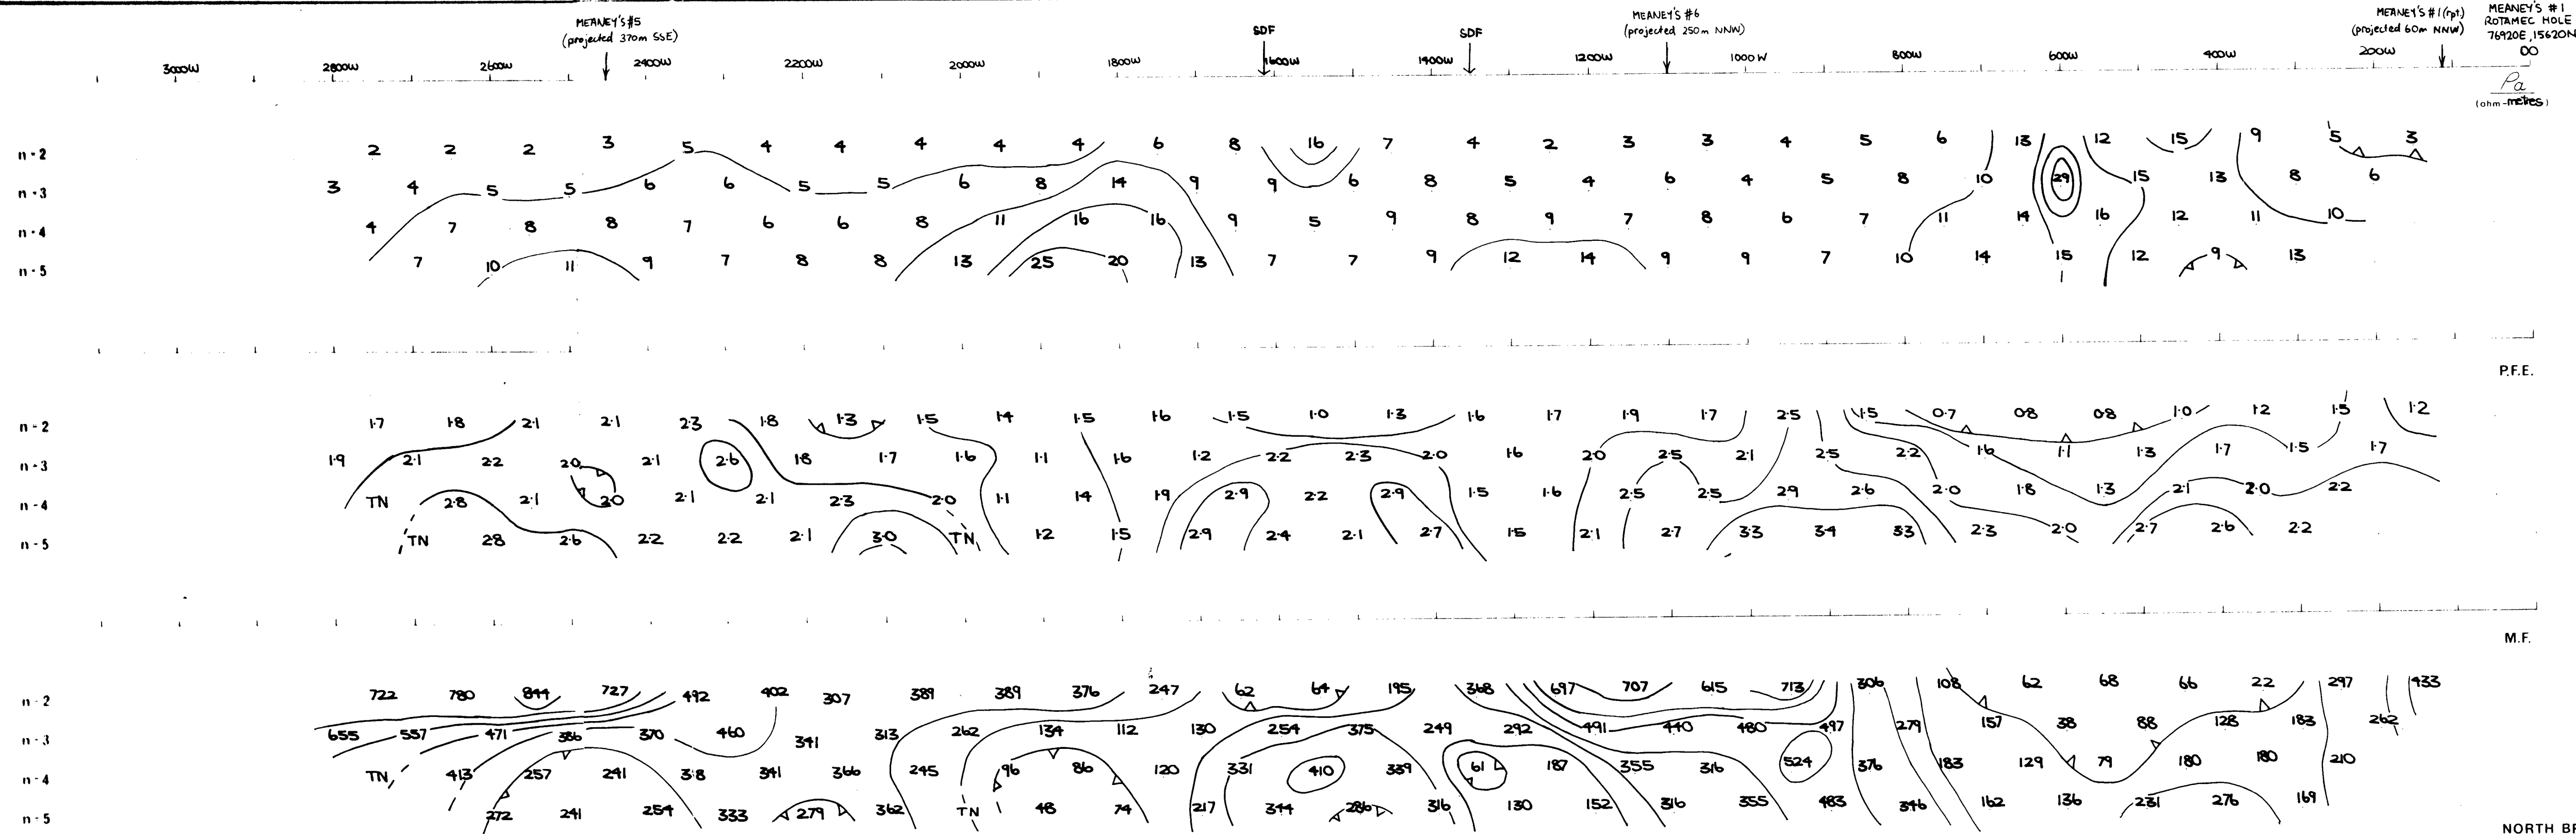 MEANEY'S #5
(projected 370m SSE)
SDF
SDF
MEANEY'S #6
(projected 250m NNW)
MEANEY'S #1 (rpt.)
(projected 60m NNW)
MEANEY'S #1
ROTAMEC HOLE
76920E, 15620N
3000W 2800W 2600W 2400W 2200W 2000W 1800W 1600W 1400W 1200W 1000W 800W 600W 400W 200W 00
Pa
(ohm-metres)
n-2 2 2 2 3 5 4 4 4 4 4 6 8 16 7 4 2 3 3 4 5 6 13 12 15 9 5 3
n-3 3 4 5 5 6 6 5 5 6 8 14 9 9 6 8 5 4 6 4 5 8 10 29 15 13 8 6
n-4 4 7 8 8 7 6 6 8 11 16 16 9 5 9 8 9 7 8 6 7 11 14 16 12 11 10
n-5 7 10 11 9 7 8 8 13 25 20 13 7 7 9 12 14 9 9 7 10 14 15 12 9 13
P.F.E.
n-2 1.7 1.8 2.1 2.1 2.3 1.8 1.3 1.5 1.4 1.5 1.6 1.5 1.0 1.3 1.6 1.7 1.9 1.7 2.5 1.5 0.7 0.8 0.8 1.0 1.2 1.5 1.2
n-3 1.9 2.1 2.2 2.0 2.1 2.6 1.8 1.7 1.6 1.1 1.6 1.2 2.2 2.3 2.0 1.6 2.0 2.5 2.1 2.5 2.2 1.6 1.1 1.3 1.7 1.5 1.7
n-4 TN 2.8 2.1 2.0 2.1 2.1 2.3 2.0 1.1 1.4 1.9 2.9 2.2 2.9 1.5 1.6 2.5 2.5 2.9 2.6 2.0 1.8 1.3 2.1 2.0 2.2
n-5 TN 2.8 2.6 2.2 2.2 2.1 3.0 TN 1.2 1.5 2.9 2.4 2.1 2.7 1.5 2.1 2.7 3.3 3.4 3.3 2.3 2.0 2.7 2.6 2.2
M.F.
n-2 722 780 844 727 492 402 307 389 389 376 247 62 64 195 368 697 707 615 713 306 108 62 68 66 22 297 433
n-3 655 557 471 386 370 460 341 313 262 134 112 130 254 375 249 292 491 440 480 497 279 157 38 88 128 183 262
n-4 TN 413 257 241 318 341 366 245 96 86 120 331 410 339 61 187 355 316 524 376 183 129 79 180 180 210
n-5 272 241 254 333 279 362 TN 48 74 217 344 286 316 130 152 316 355 483 346 162 136 231 276 169